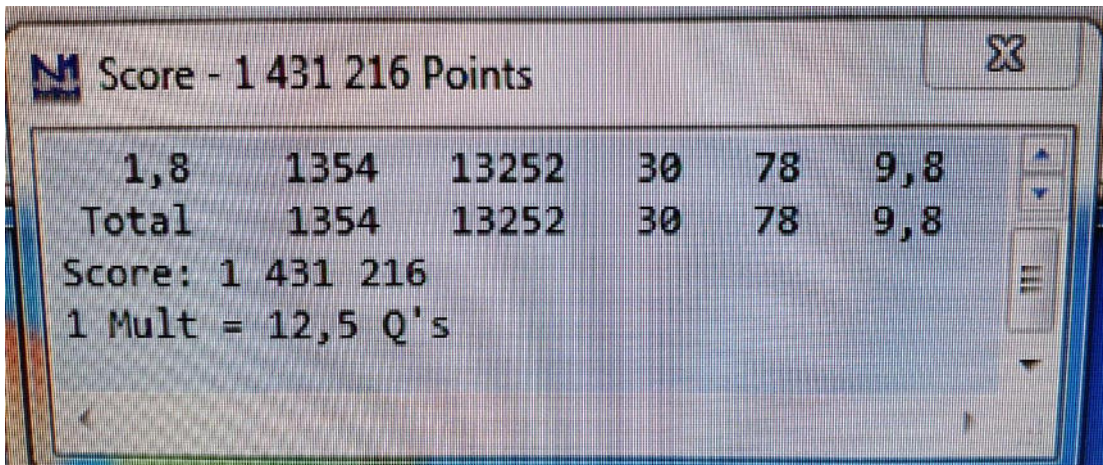 Score - 1 431 216 Points
1,8 1354 13252 30 78 9,8
Total 1354 13252 30 78 9,8
Score: 1 431 216
1 Mult = 12,5 Q's